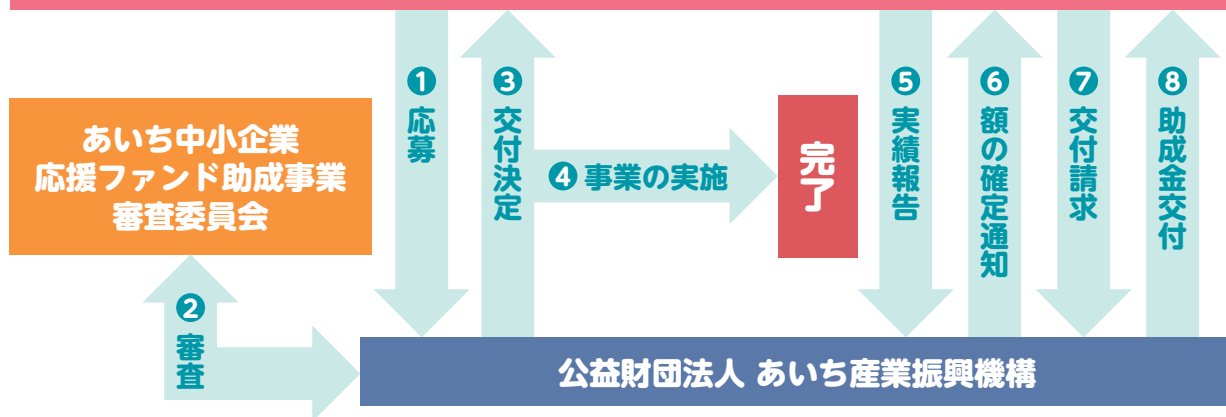 あいち中小企業
応援ファンド助成事業
審査委員会
❶応募
❷審査
❸交付決定
❹事業の実施
完了
❺実績報告
❻額の確定通知
❼交付請求
❽助成金交付
公益財団法人 あいち産業振興機構